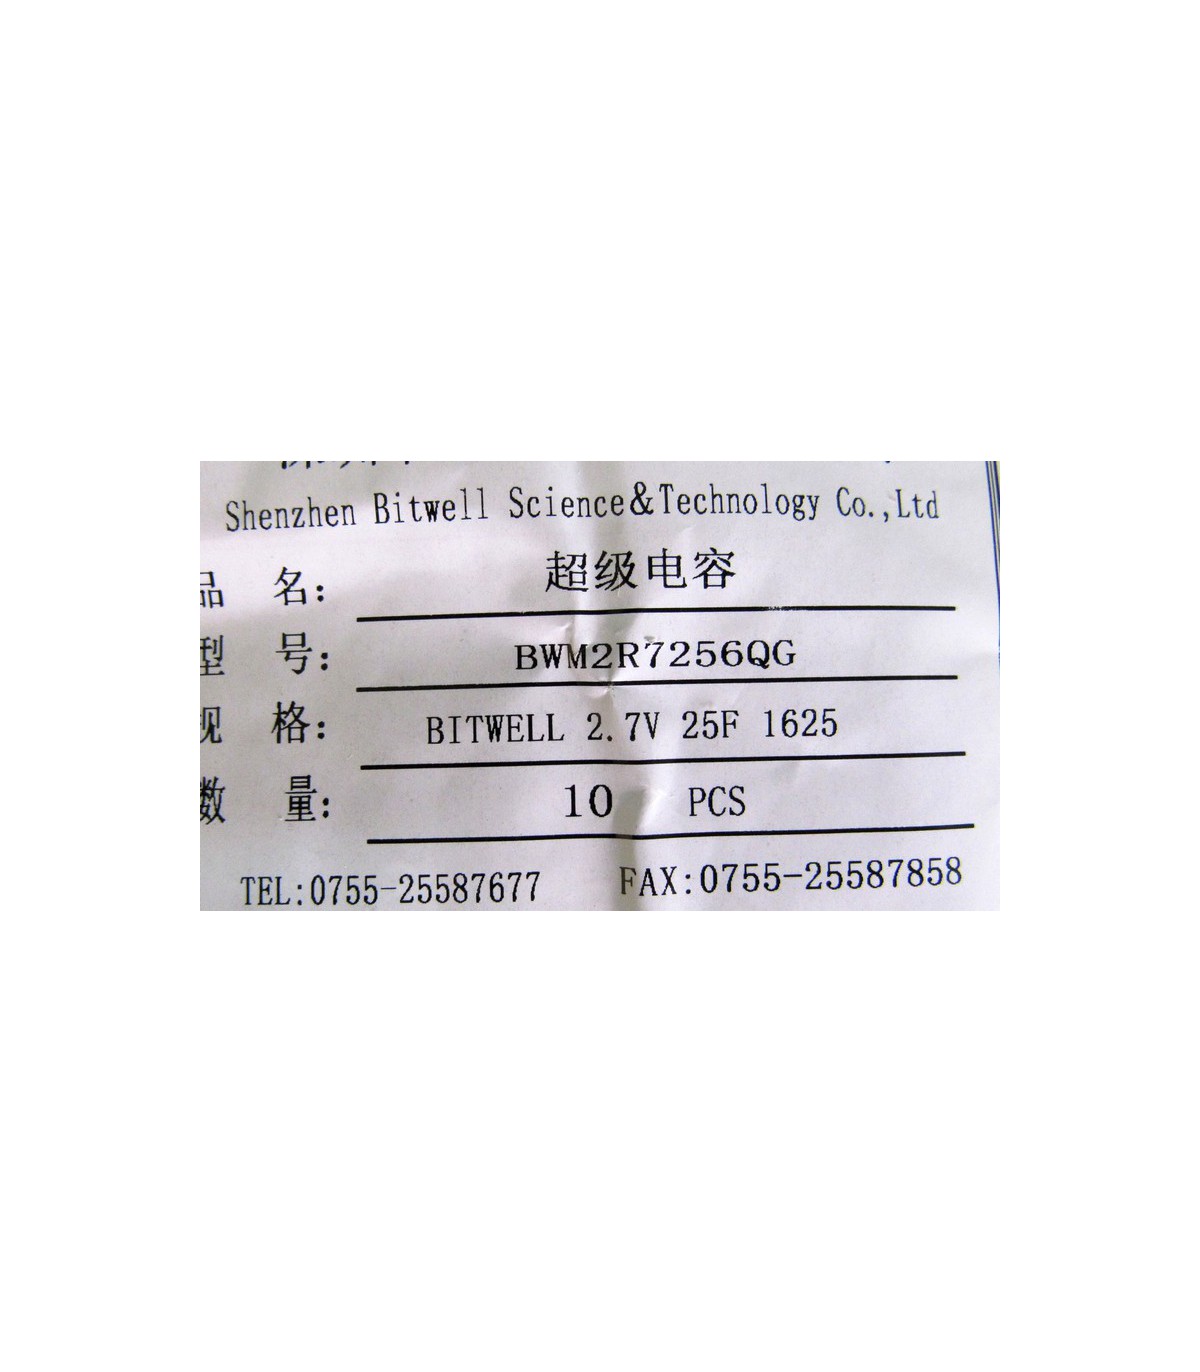 Shenzhen Bitwell Science&Technology Co.,Ltd
品 名: 超级电容
型 号: BWM2R7256QG
规 格: BITWELL 2.7V 25F 1625
数 量: 10 PCS
TEL:0755-25587677 FAX:0755-25587858